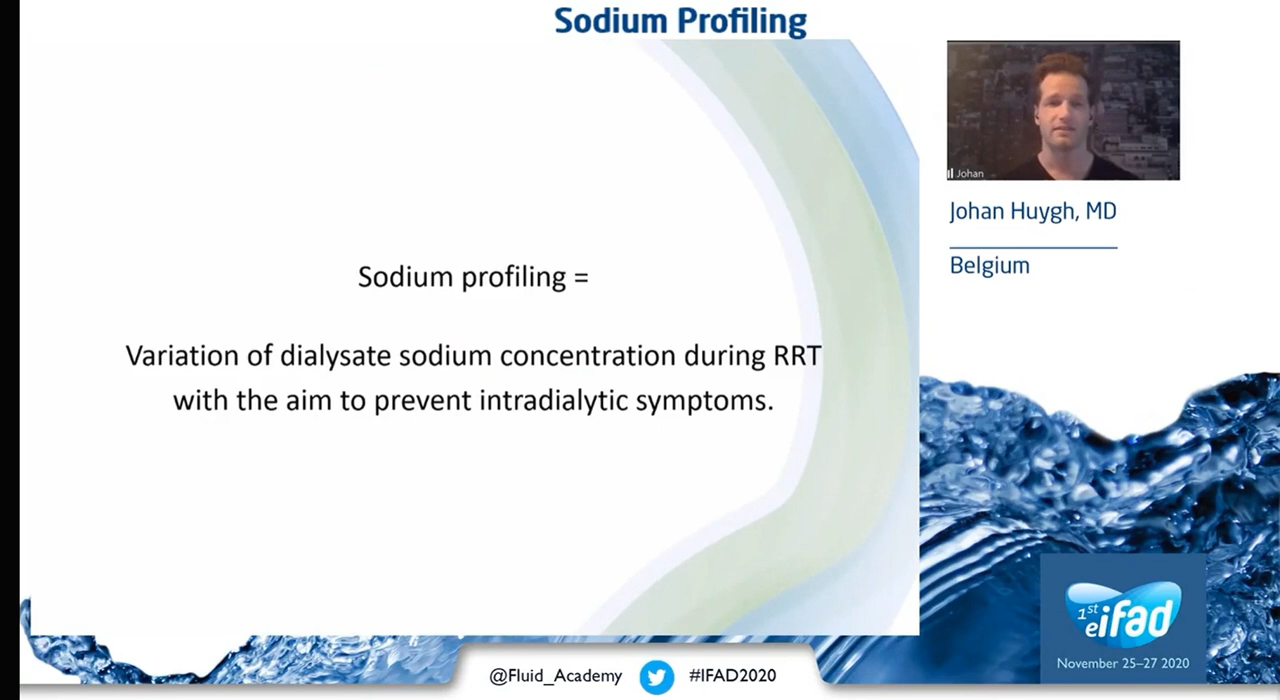 Sodium Profiling
Johan
Johan Huygh, MD
Belgium
Sodium profiling =
Variation of dialysate sodium concentration during RRT
with the aim to prevent intradialytic symptoms.
1st
eifad
November 25–27 2020
@Fluid_Academy
#IFAD2020